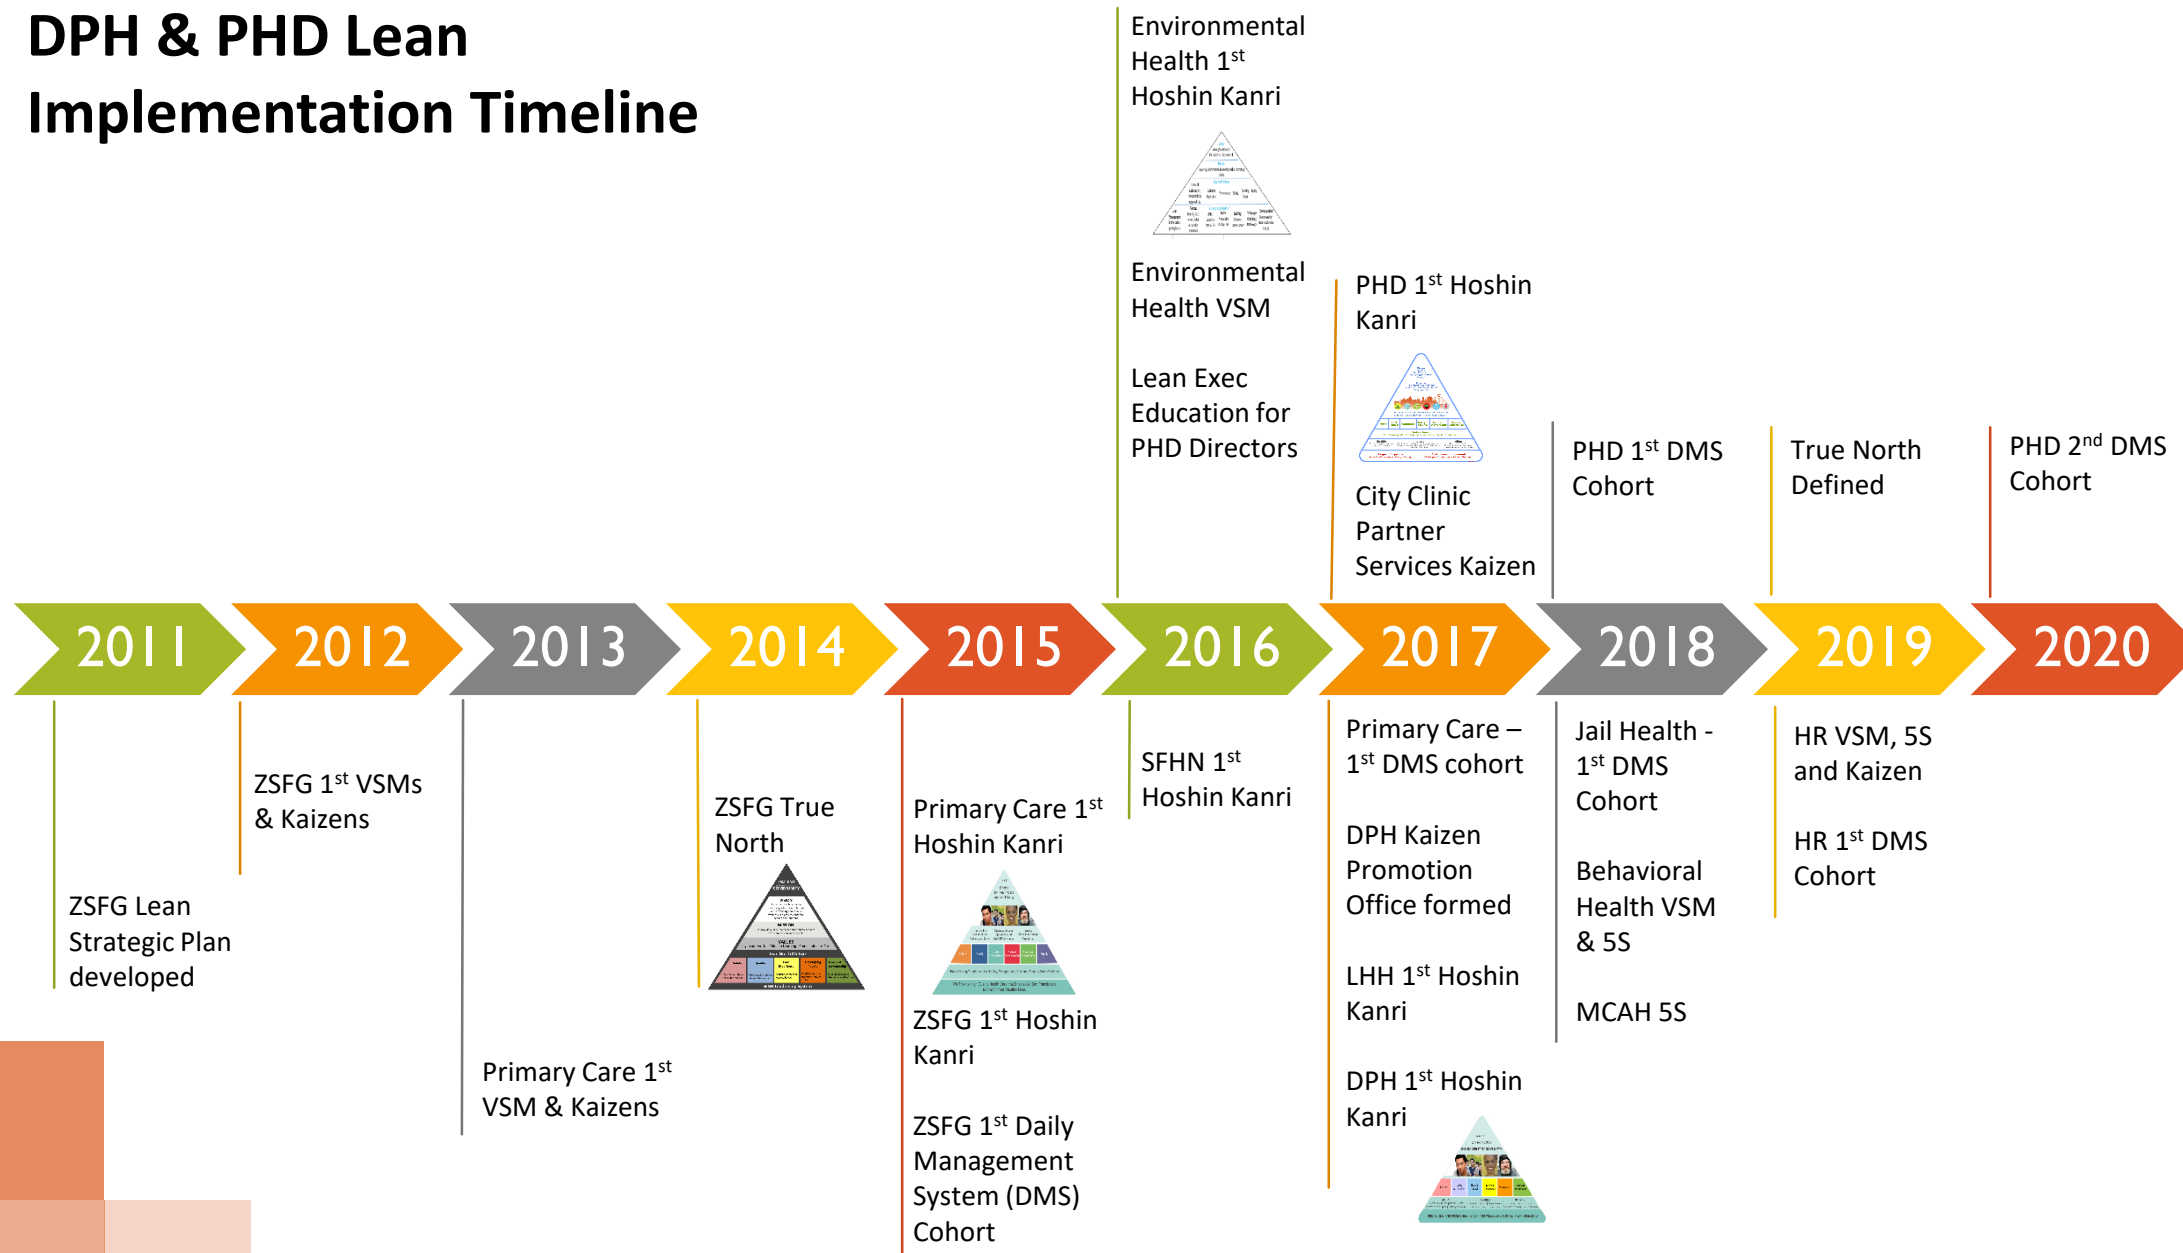 DPH & PHD Lean
Implementation Timeline
Environmental
Health 1st
Hoshin Kanri
Environmental
Health VSM
Lean Exec
Education for
PHD Directors
PHD 1st Hoshin
Kanri
City Clinic
Partner
Services Kaizen
PHD 1st DMS
Cohort
True North
Defined
PHD 2nd DMS
Cohort
2011
2012
2013
2014
2015
2016
2017
2018
2019
2020
ZSFG Lean
Strategic Plan
developed
ZSFG 1st VSMs
& Kaizens
Primary Care 1st
VSM & Kaizens
ZSFG True
North
Primary Care 1st
Hoshin Kanri
ZSFG 1st Hoshin
Kanri
ZSFG 1st Daily
Management
System (DMS)
Cohort
SFHN 1st
Hoshin Kanri
Primary Care –
1st DMS cohort
DPH Kaizen
Promotion
Office formed
LHH 1st Hoshin
Kanri
DPH 1st Hoshin
Kanri
Jail Health -
1st DMS
Cohort
Behavioral
Health VSM
& 5S
MCAH 5S
HR VSM, 5S
and Kaizen
HR 1st DMS
Cohort